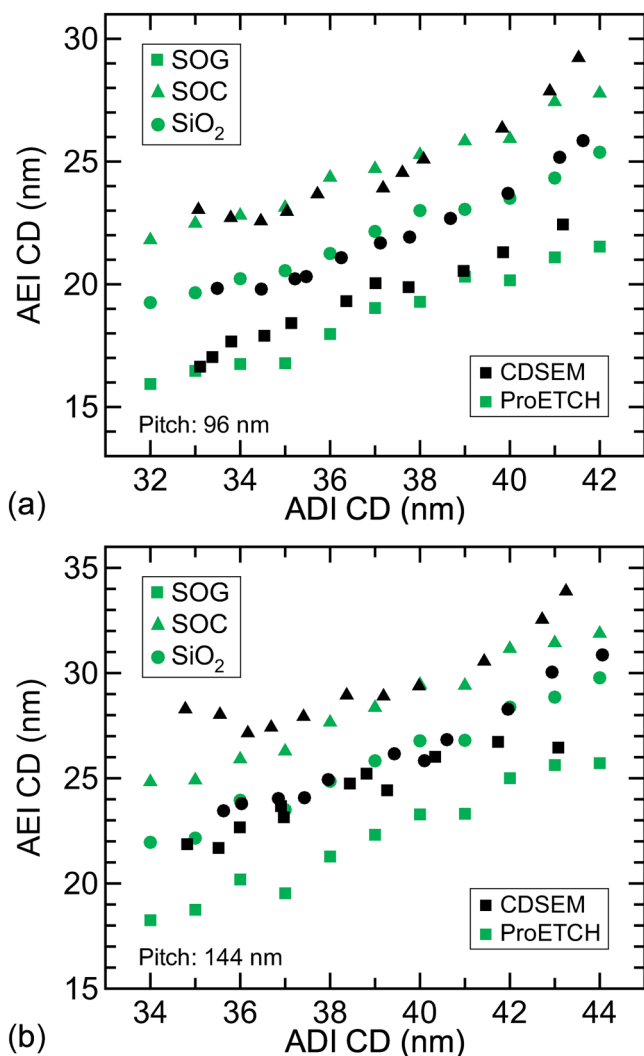 30
25
20
15
AEI CD (nm)
SOG
SOC
SiO₂
CDSEM
ProETCH
Pitch: 96 nm
32 34 36 38 40 42
(a)
ADI CD (nm)
35
30
25
20
15
AEI CD (nm)
SOG
SOC
SiO₂
CDSEM
ProETCH
Pitch: 144 nm
34 36 38 40 42 44
(b)
ADI CD (nm)